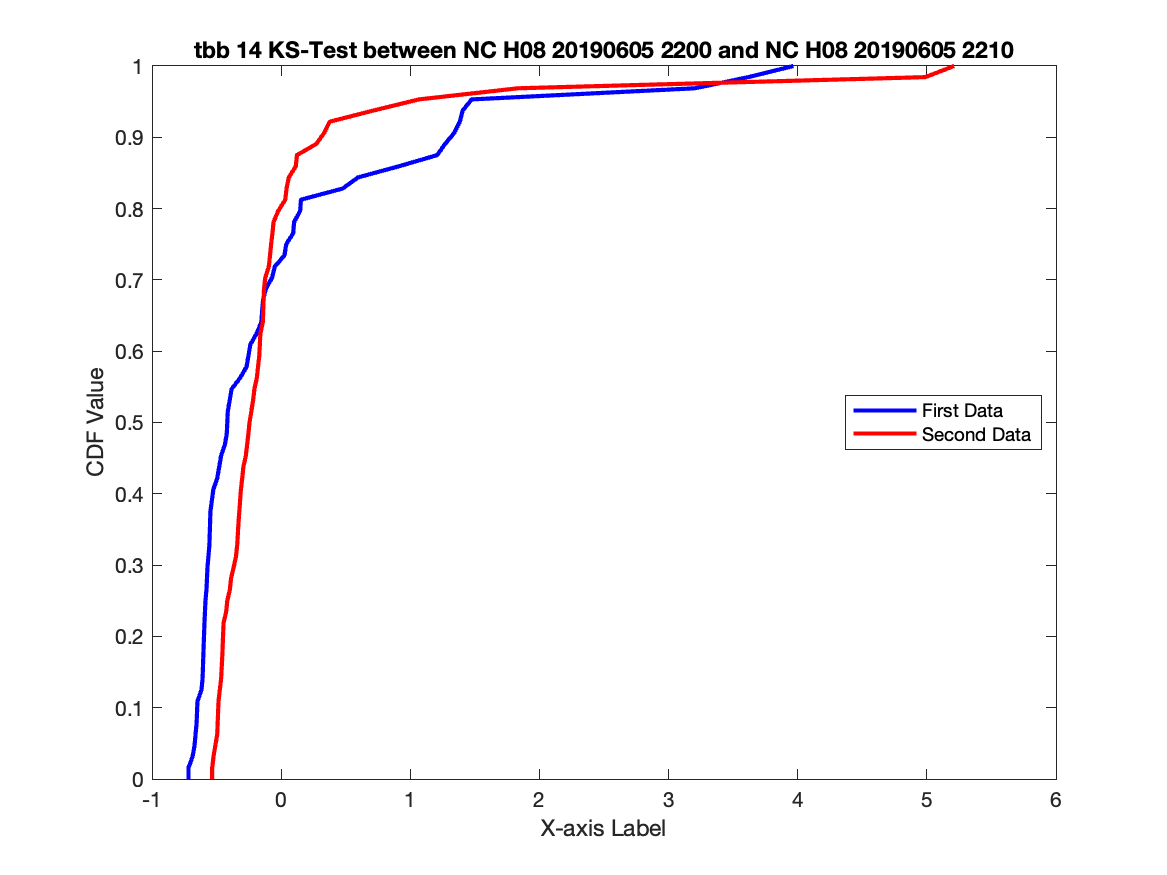 tbb 14 KS-Test between NC H08 20190605 2200 and NC H08 20190605 2210
1
0.9
0.8
0.7
0.6
0.5
0.4
0.3
0.2
0.1
0
CDF Value
First Data
Second Data
-1 0 1 2 3 4 5 6
X-axis Label